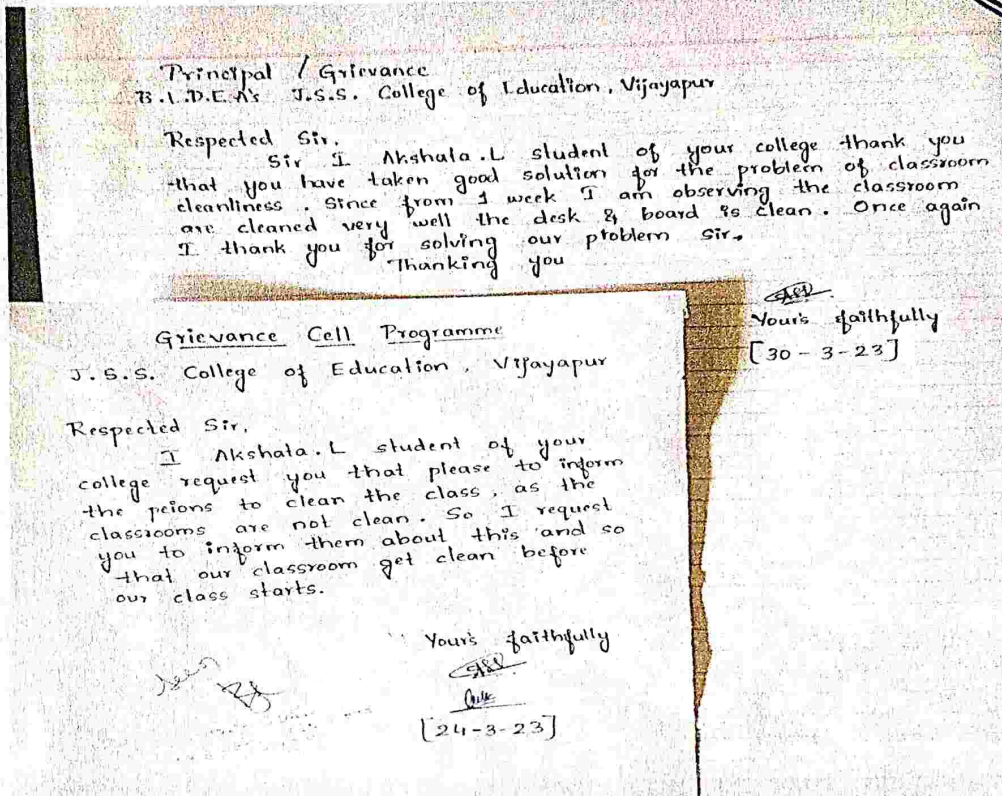 Principal / Grievance
B.L.D.E.A's J.S.S. College of Education, Vijayapur
Respected Sir,
Sir I Akshata.L student of your college thank you
that you have taken good solution for the problem of classroom
cleanliness. Since from 1 week I am observing the classroom
are cleaned very well the desk & board is clean. Once again
I thank you for solving our problem Sir.
Thanking you
Your's faithfully
[30-3-23]
Grievance Cell Programme
J.S.S. College of Education, Vijayapur
Respected Sir,
I Akshata.L student of your
college request you that please to inform
the peions to clean the class, as the
classrooms are not clean. So I request
you to inform them about this and so
that our classroom get clean before
our class starts.
Your's faithfully
[24-3-23]